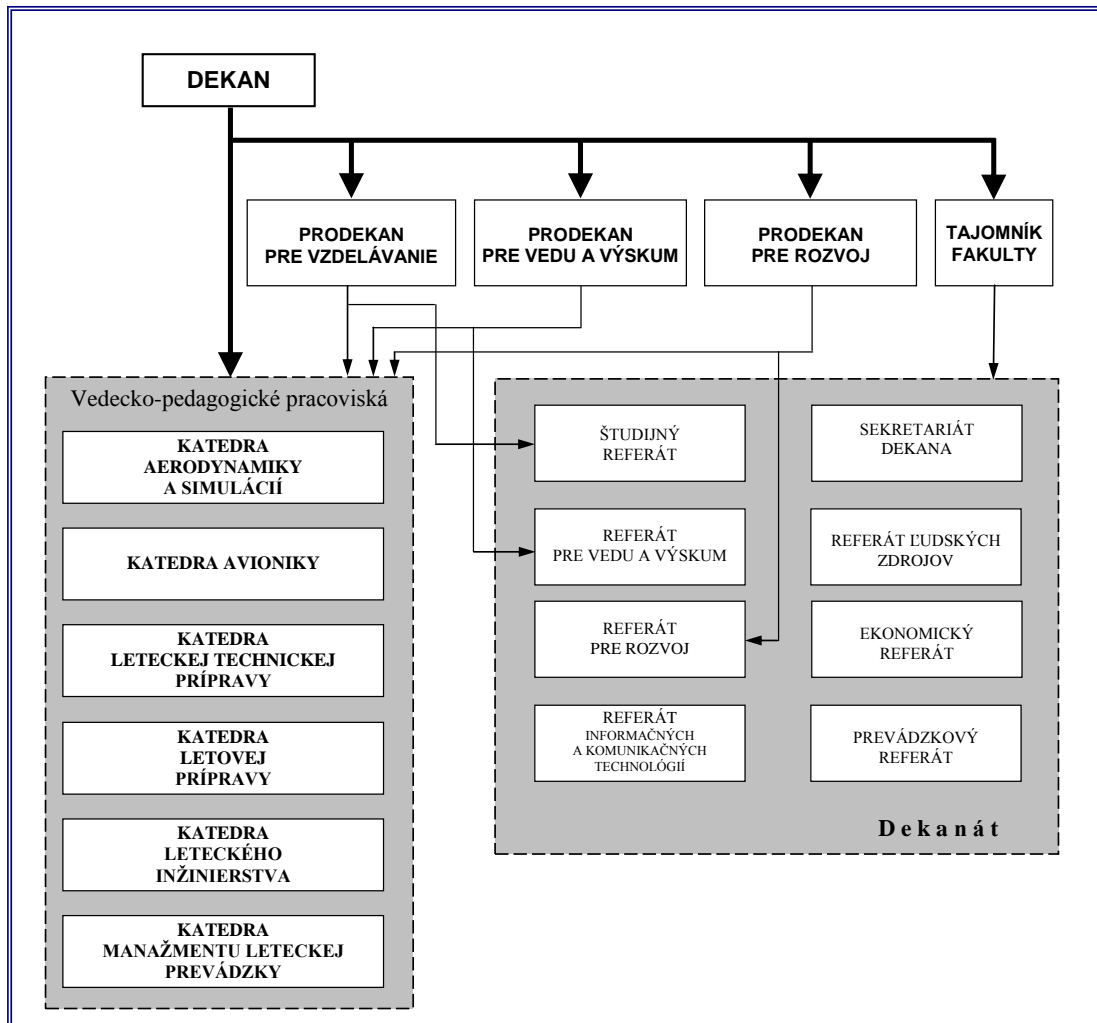 DEKAN
PRODEKAN
PRE VZDELÁVANIE
PRODEKAN
PRE VEDU A VÝSKUM
PRODEKAN
PRE ROZVOJ
TAJOMNÍK
FAKULTY
Vedecko-pedagogické pracoviská
KATEDRA
AERODYNAMIKY
A SIMULÁCIÍ
KATEDRA AVIONIKY
KATEDRA
LETECKEJ TECHNICKEJ
PRÍPRAVY
KATEDRA
LETOVEJ
PRÍPRAVY
KATEDRA
LETECKÉHO
INŽINIERSTVA
KATEDRA
MANAŽMENTU LETECKEJ
PREVÁDZKY
ŠTUDIJNÝ
REFERÁT
SEKRETARIÁT
DEKANA
REFERÁT
PRE VEDU A VÝSKUM
REFERÁT ĽUDSKÝCH
ZDROJOV
REFERÁT
PRE ROZVOJ
EKONOMICKÝ
REFERÁT
REFERÁT
INFORMAČNÝCH
A KOMUNIKAČNÝCH
TECHNOLÓGIÍ
PREVÁDZKOVÝ
REFERÁT
Dekanát